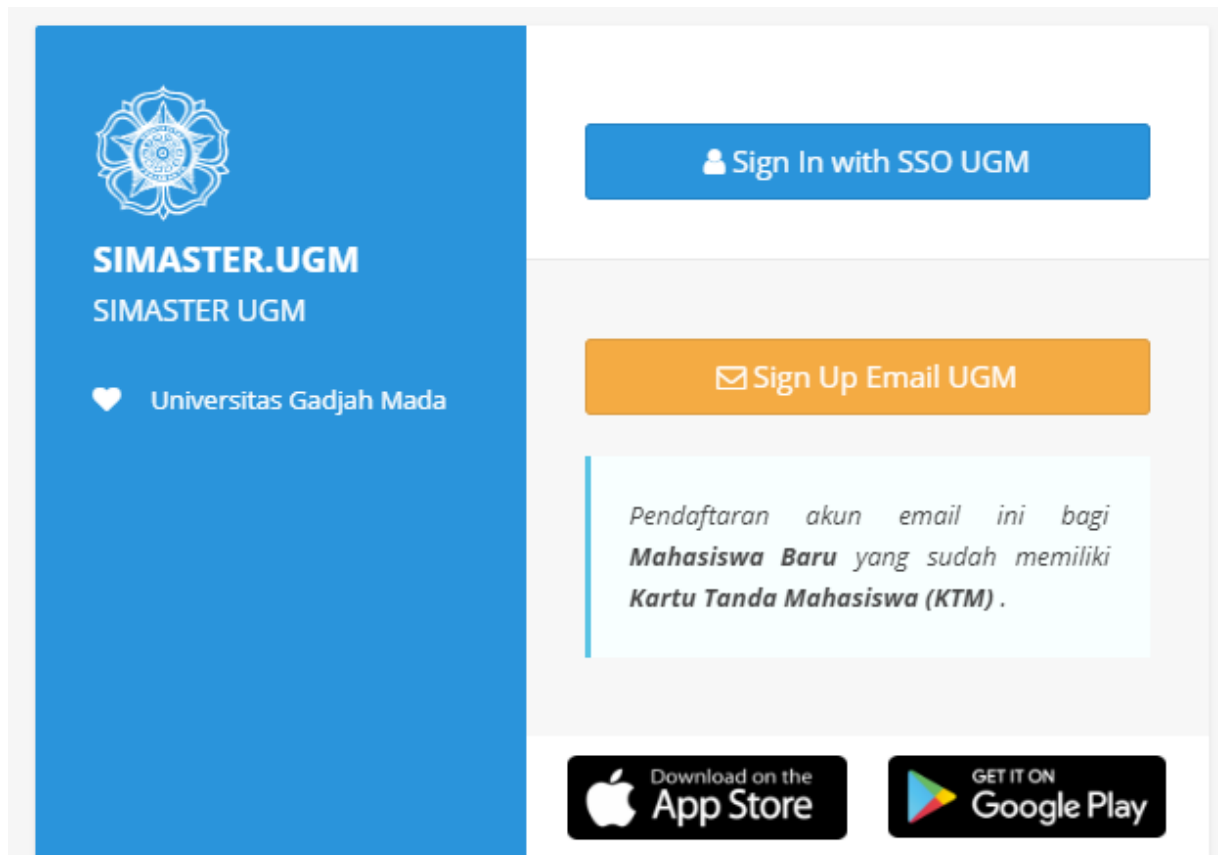 SIMASTER.UGM
SIMASTER UGM
Universitas Gadjah Mada
Sign In with SSO UGM
Sign Up Email UGM
Pendaftaran akun email ini bagi
Mahasiswa Baru yang sudah memiliki
Kartu Tanda Mahasiswa (KTM) .
Download on the
App Store
GET IT ON
Google Play